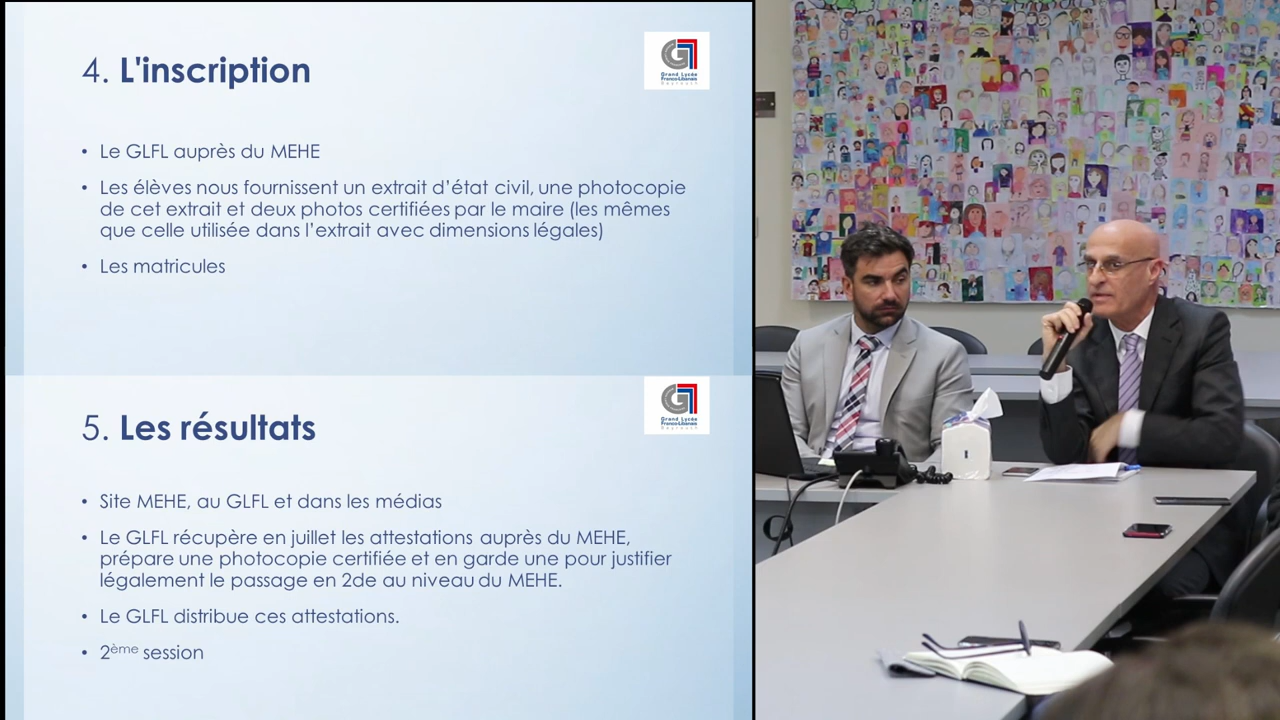 4. L'inscription
Grand Lycée
Franco-Libanais
Beyrouth
• Le GLFL auprès du MEHE
• Les élèves nous fournissent un extrait d’état civil, une photocopie
de cet extrait et deux photos certifiées par le maire (les mêmes
que celle utilisée dans l’extrait avec dimensions légales)
• Les matricules
5. Les résultats
Grand Lycée
Franco-Libanais
Beyrouth
• Site MEHE, au GLFL et dans les médias
• Le GLFL récupère en juillet les attestations auprès du MEHE,
prépare une photocopie certifiée et en garde une pour justifier
légalement le passage en 2de au niveau du MEHE.
• Le GLFL distribue ces attestations.
• 2ème session